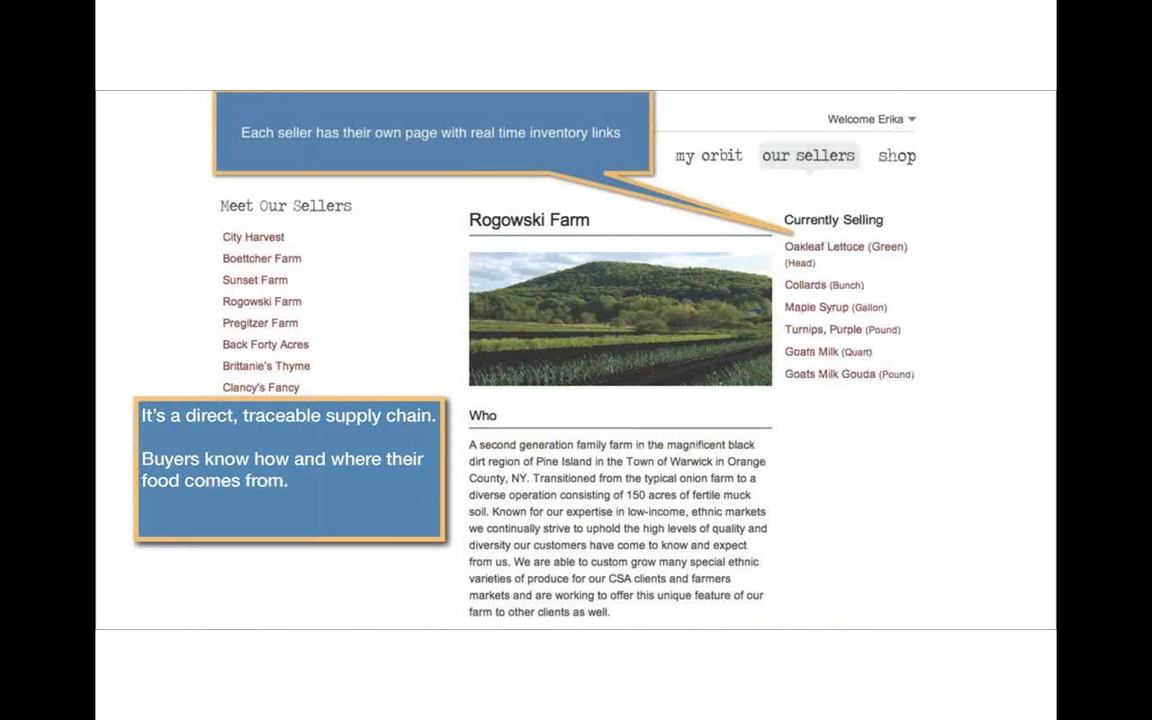 Each seller has their own page with real time inventory links
Welcome Erika
my orbit our sellers shop
Meet Our Sellers
City Harvest
Boettcher Farm
Sunset Farm
Rogowski Farm
Pregitzer Farm
Back Forty Acres
Brittanie's Thyme
Clancy's Fancy
It's a direct, traceable supply chain.
Buyers know how and where their
food comes from.
Rogowski Farm
Who
A second generation family farm in the magnificent black
dirt region of Pine Island in the Town of Warwick in Orange
County, NY. Transitioned from the typical onion farm to a
diverse operation consisting of 150 acres of fertile muck
soil. Known for our expertise in low-income, ethnic markets
we continually strive to uphold the high levels of quality and
diversity our customers have come to know and expect
from us. We are able to custom grow many special ethnic
varieties of produce for our CSA clients and farmers
markets and are working to offer this unique feature of our
farm to other clients as well.
Currently Selling
Oakleaf Lettuce (Green)
(Head)
Collards (Bunch)
Maple Syrup (Gallon)
Turnips, Purple (Pound)
Goats Milk (Quart)
Goats Milk Gouda (Pound)